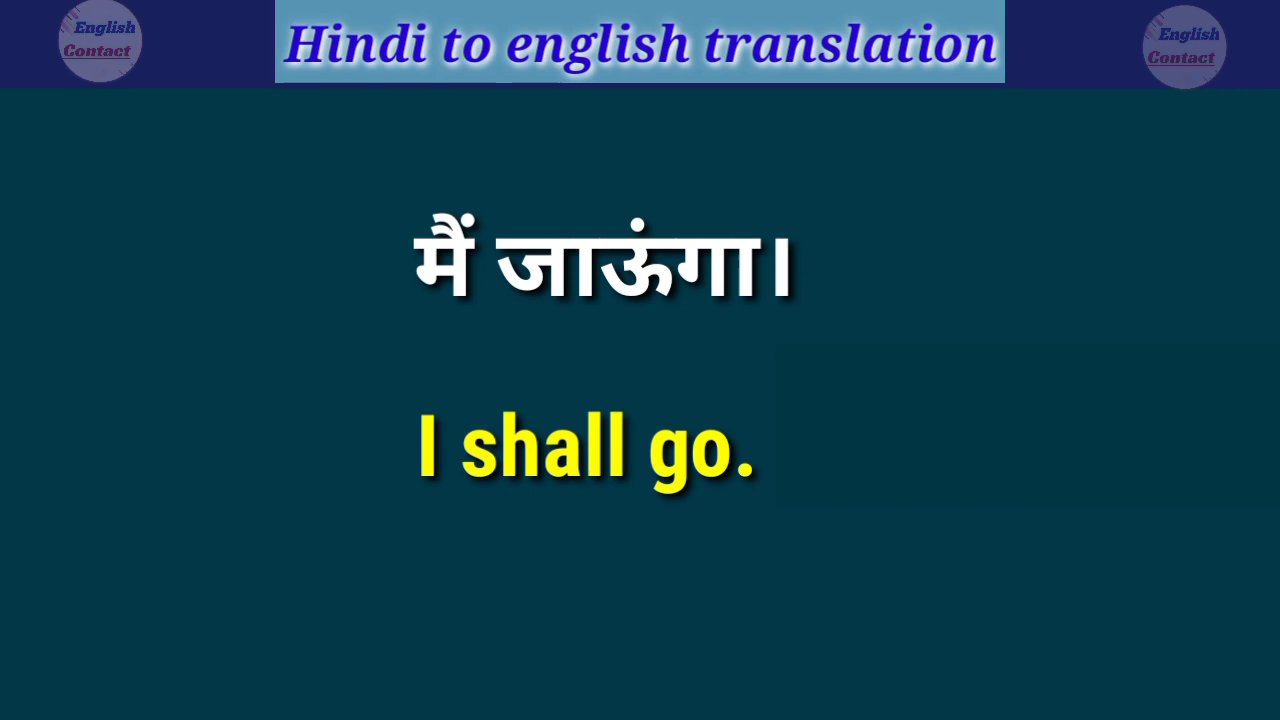 English
Contact
Hindi to english translation
English
Contact
मैं जाऊंगा।
I shall go.